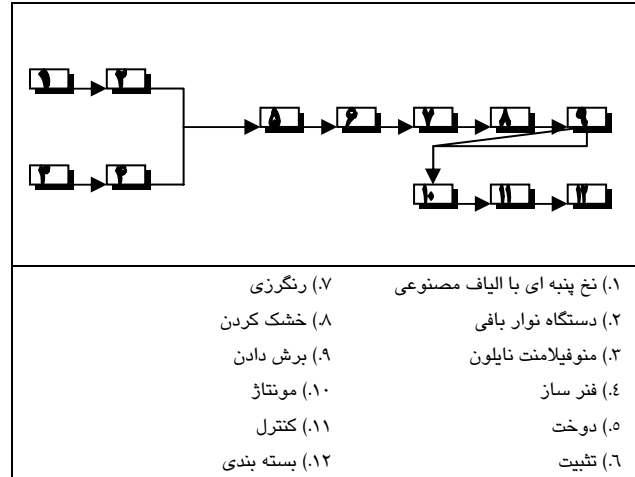 ۱ ۲
۵ ۶ ۷ ۸ ۹
۳ ۴
۱۰ ۱۱ ۱۲
۱.) نخ پنبه ای با الیاف مصنوعی
۲.) دستگاه نوار بافی
۳.) منوفیلامنت نایلون
٤.) فنر ساز
۵.) دوخت
٦.) تثبیت
۷.) رنگرزی
۸.) خشک کردن
۹.) برش دادن
۱۰.) مونتاژ
۱۱.) کنترل
۱۲.) بسته بندی